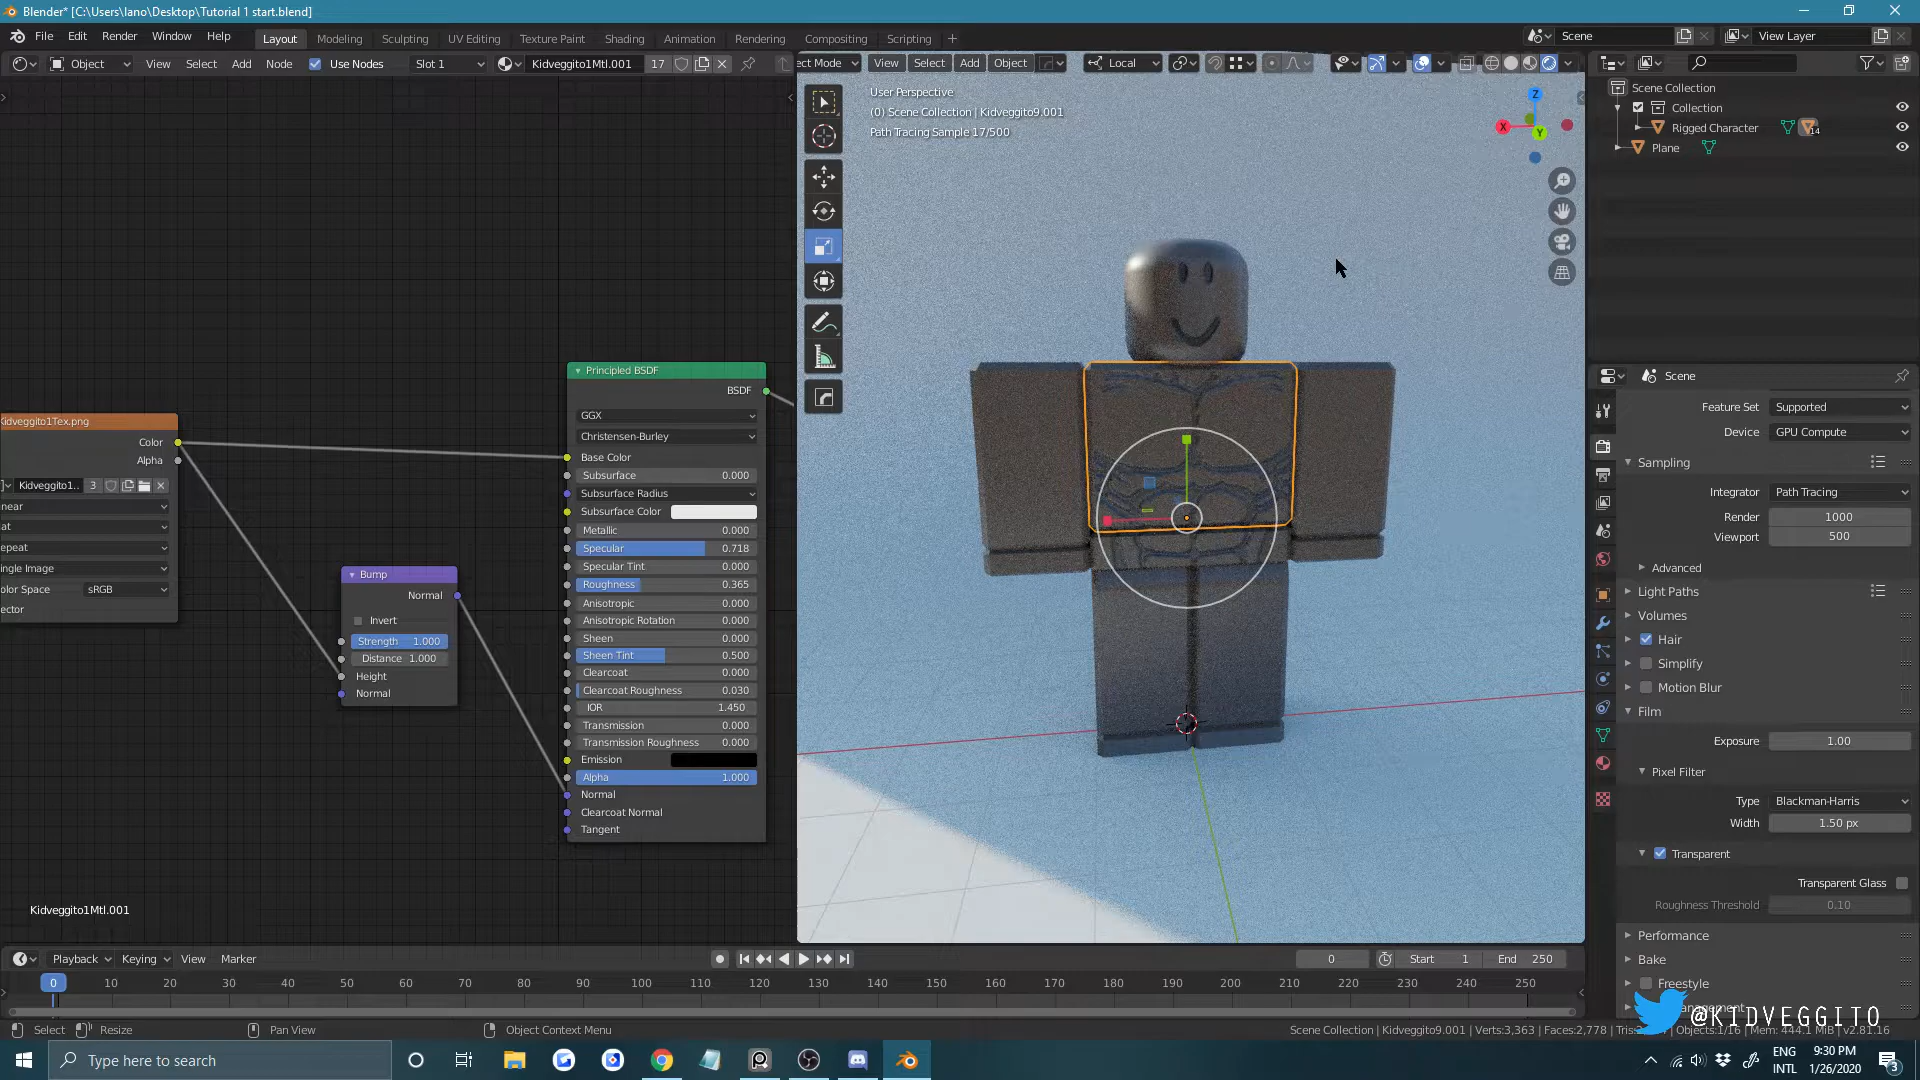 Blender* [C:\Users\Iano\Desktop\Tutorial 1 start.blend]
File Edit Render Window Help
Layout Modeling Sculpting UV Editing Texture Paint Shading Animation Rendering Compositing Scripting +
Scene
View Layer
Object View Select Add Node Use Nodes Slot 1 Kidveggito1Mtl.001 17
ect Mode View Select Add Object Local
User Perspective
(0) Scene Collection | Kidveggito9.001
Path Tracing Sample 17/500
Z
X
Y
Scene Collection
Collection
Rigged Character 14
Plane
Kidveggito1Tex.png
Color
Alpha
Kidveggito1.. 3
near
at
epeat
ngle Image
olor Space sRGB
ector
Bump
Normal
Invert
Strength 1.000
Distance 1.000
Height
Normal
Principled BSDF
BSDF
GGX
Christensen-Burley
Base Color
Subsurface 0.000
Subsurface Radius
Subsurface Color
Metallic 0.000
Specular 0.718
Specular Tint 0.000
Roughness 0.365
Anisotropic 0.000
Anisotropic Rotation 0.000
Sheen 0.000
Sheen Tint 0.500
Clearcoat 0.000
Clearcoat Roughness 0.030
IOR 1.450
Transmission 0.000
Transmission Roughness 0.000
Emission
Alpha 1.000
Normal
Clearcoat Normal
Tangent
Kidveggito1Mtl.001
Scene
Feature Set Supported
Device GPU Compute
Sampling
Integrator Path Tracing
Render 1000
Viewport 500
Advanced
Light Paths
Volumes
Hair
Simplify
Motion Blur
Film
Exposure 1.00
Pixel Filter
Type Blackman-Harris
Width 1.50 px
Transparent
Transparent Glass
Roughness Threshold 0.10
Performance
Bake
Freestyle
@KIDVEGGITO
Playback Keying View Marker
0 Start 1 End 250
0 10 20 30 40 50 60 70 80 90 100 110 120 130 140 150 160 170 180 190 200 210 220 230 240 250
Select Resize Pan View Object Context Menu
Scene Collection | Kidveggito9.001 | Verts:3,363 | Faces:2,778 | Objects:1/16 | Mem: 444.1 MiB | v2.81.16
Type here to search
ENG
INTL
9:30 PM
1/26/2020
3